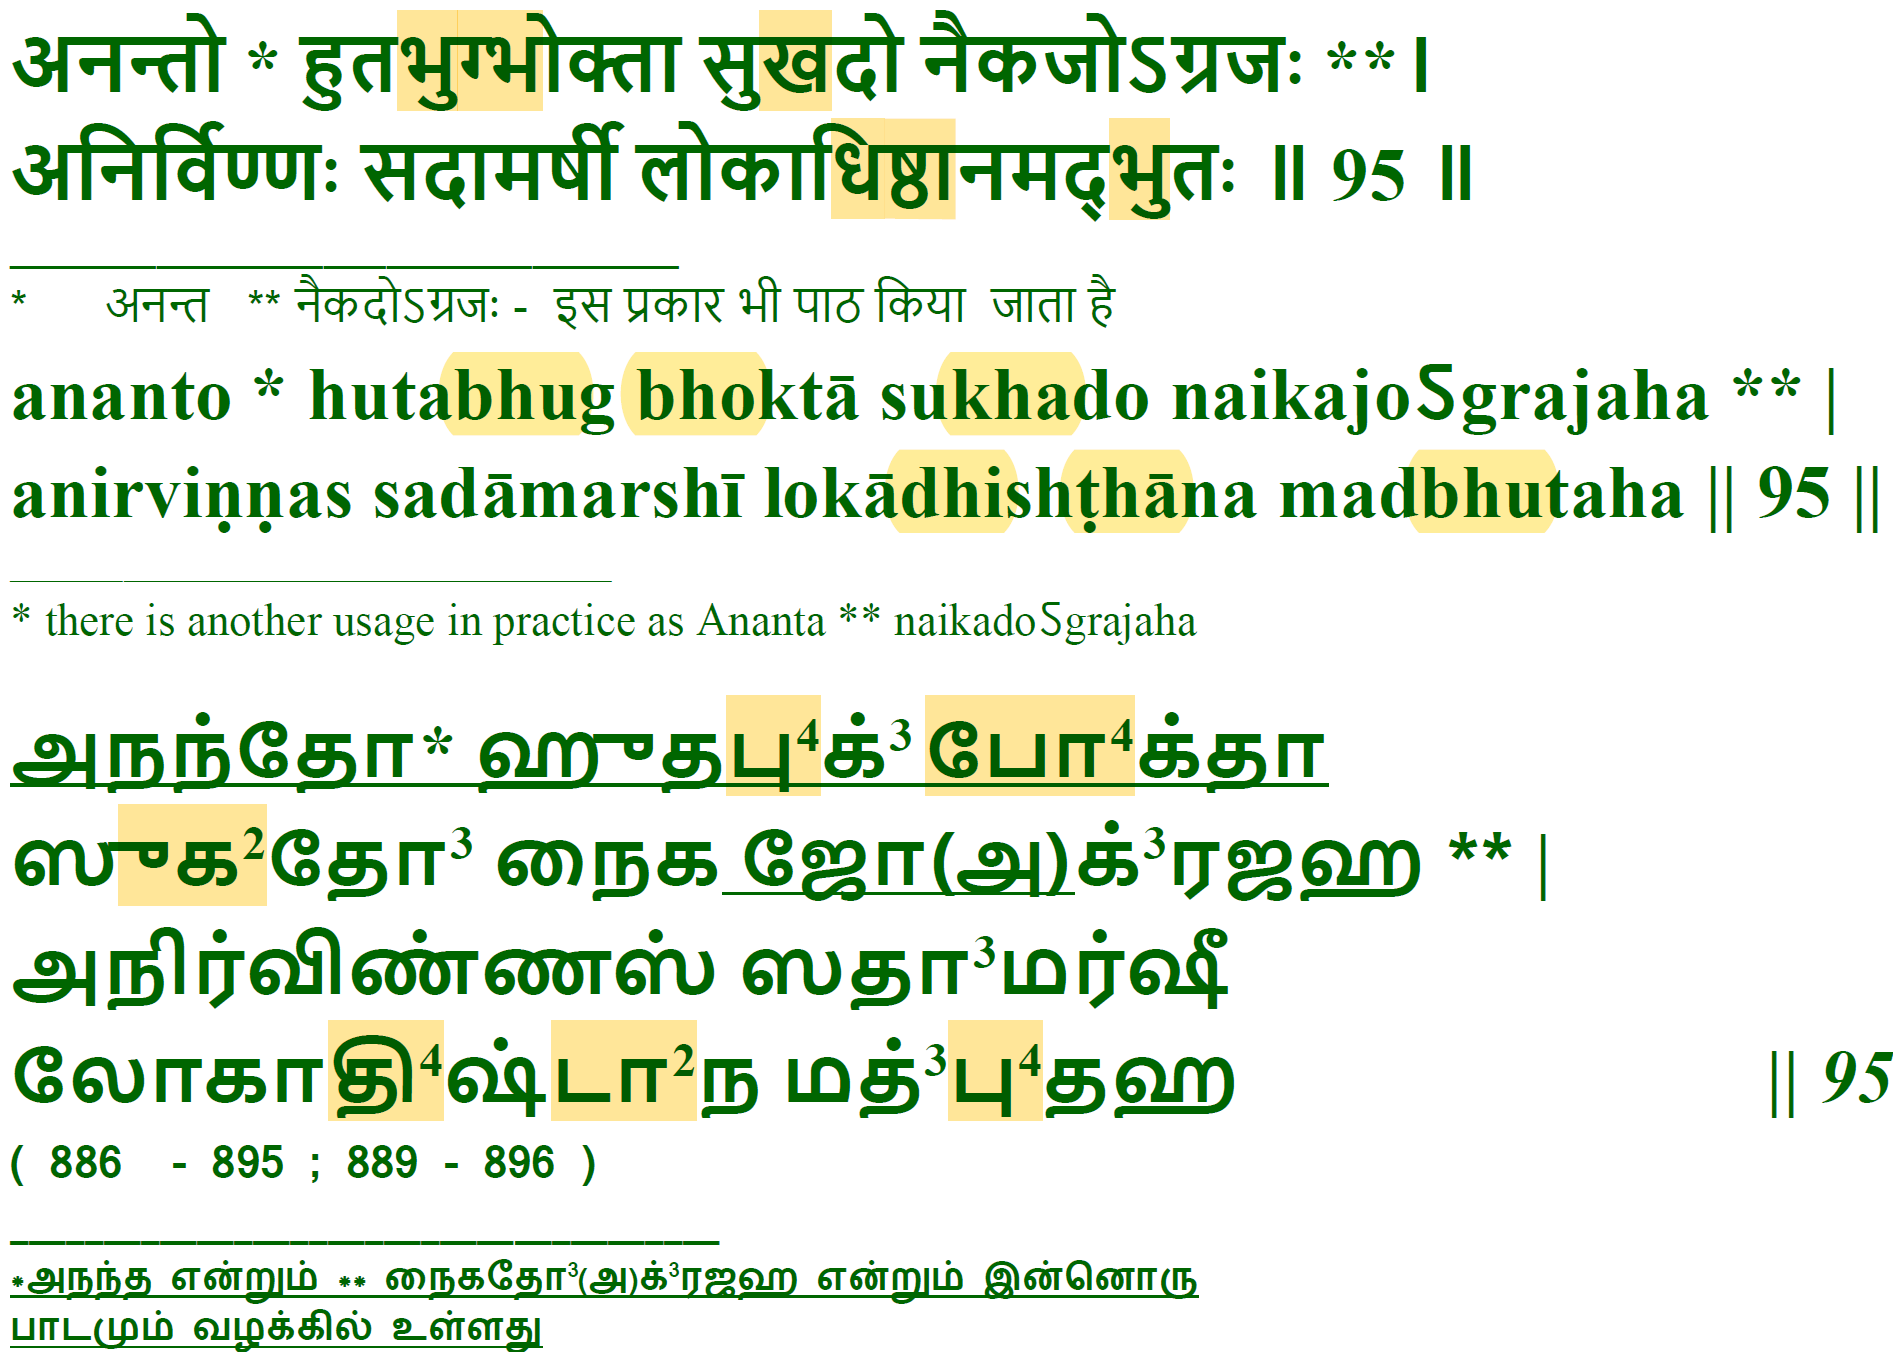 अनन्तो * हुतभुग्भोक्ता सुखदो नैकजोऽग्रजः **।
अनिर्विण्णः सदामर्षी लोकाधिष्ठानमद्भुतः ॥ 95 ॥
* अनन्त ** नैकदोऽग्रजः - इस प्रकार भी पाठ किया जाता है
ananto * hutabhug bhoktā sukhado naikajoऽgrajaha ** |
anirviṇṇas sadāmarshī lokādhishṭhāna madbhutaha || 95 ||
* there is another usage in practice as Ananta ** naikadoऽgrajaha
அநந்தோ* ஹுதபு⁴க்³ போ⁴க்தா
ஸுக²தோ³ நைக ஜோ(அ)க்³ரஜஹ ** |
அநிர்விண்ணஸ் ஸதா³மர்ஷீ
லோகாதி⁴ஷ்டா²ந மத்³பு⁴தஹ || 95
( 886 - 895 ; 889 - 896 )
*அநந்த என்றும் ** நைகதோ³(அ)க்³ரஜஹ என்றும் இன்னொரு
பாடமும் வழக்கில் உள்ளது